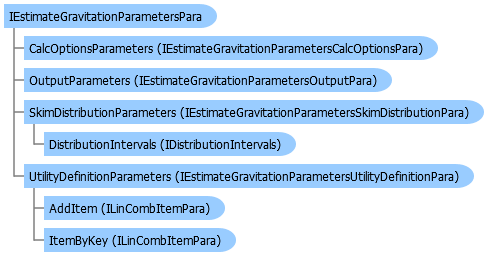 IEstimateGravitationParametersPara
CalcOptionsParameters (IEstimateGravitationParametersCalcOptionsPara)
OutputParameters (IEstimateGravitationParametersOutputPara)
SkimDistributionParameters (IEstimateGravitationParametersSkimDistributionPara)
DistributionIntervals (IDistributionIntervals)
UtilityDefinitionParameters (IEstimateGravitationParametersUtilityDefinitionPara)
AddItem (ILinCombItemPara)
ItemByKey (ILinCombItemPara)